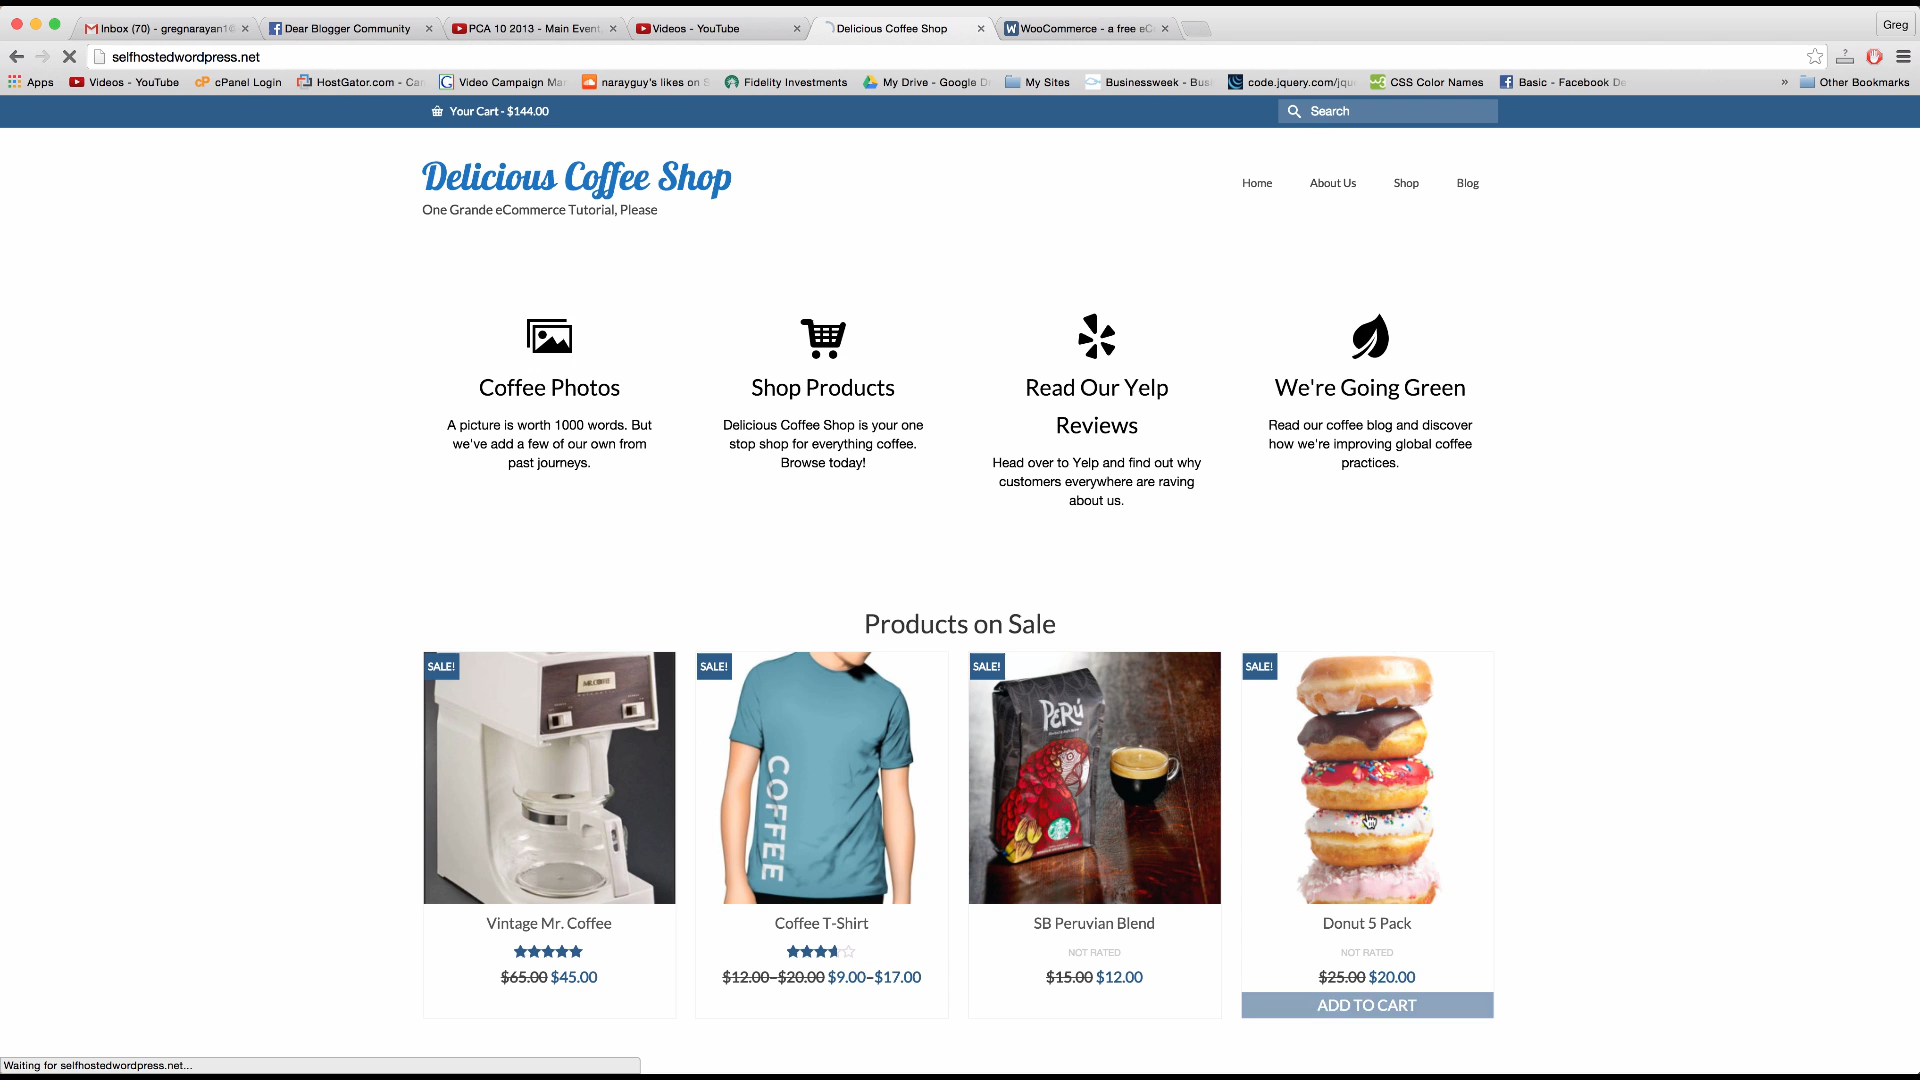 Inbox (70) - gregnarayan1@
Dear Blogger Community
PCA 10 2013 - Main Event
Videos - YouTube
Delicious Coffee Shop
WooCommerce - a free eC
Greg
selfhostedwordpress.net
Apps
Videos - YouTube
cPanel Login
HostGator.com - Ca
Video Campaign Ma
narayguy's likes on S
Fidelity Investments
My Drive - Google D
My Sites
Businessweek - Bus
code.jquery.com/jqu
CSS Color Names
Basic - Facebook De
»
Other Bookmarks
Your Cart - $144.00
Search
Delicious Coffee Shop
One Grande eCommerce Tutorial, Please
Home
About Us
Shop
Blog
Coffee Photos
A picture is worth 1000 words. But
we've add a few of our own from
past journeys.
Shop Products
Delicious Coffee Shop is your one
stop shop for everything coffee.
Browse today!
Read Our Yelp
Reviews
Head over to Yelp and find out why
customers everywhere are raving
about us.
We're Going Green
Read our coffee blog and discover
how we're improving global coffee
practices.
Products on Sale
SALE!
MR.COFFEE
Vintage Mr. Coffee
$65.00 $45.00
SALE!
COFFEE
Coffee T-Shirt
$12.00–$20.00 $9.00–$17.00
SALE!
PERÚ
SB Peruvian Blend
NOT RATED
$15.00 $12.00
SALE!
Donut 5 Pack
NOT RATED
$25.00 $20.00
ADD TO CART
Waiting for selfhostedwordpress.net...